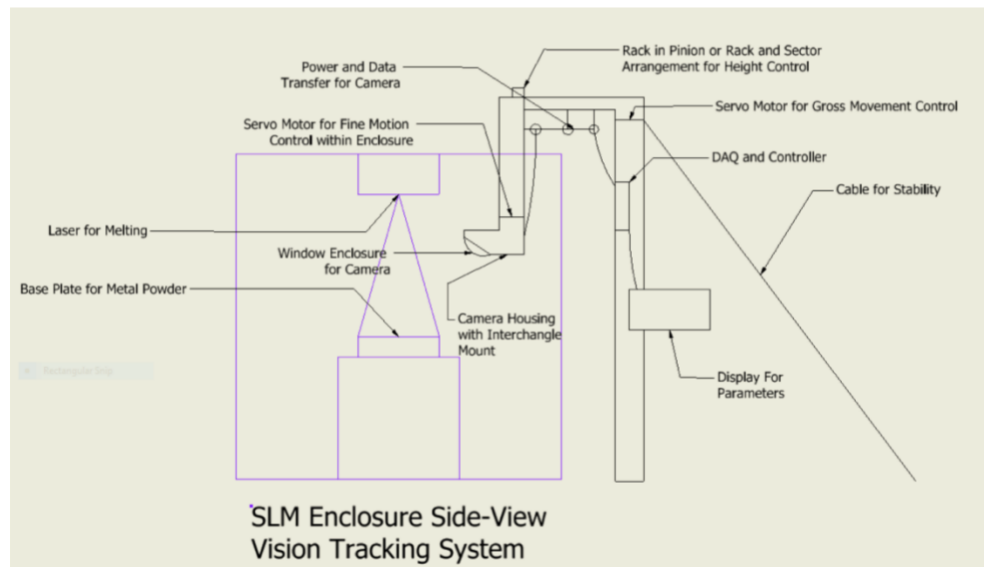 Rack in Pinion or Rack and Sector
Arrangement for Height Control
Power and Data
Transfer for Camera
Servo Motor for Gross Movement Control
Servo Motor for Fine Motion
Control within Enclosure
DAQ and Controller
Cable for Stability
Laser for Melting
Window Enclosure
for Camera
Base Plate for Metal Powder
Camera Housing
with Interchangle
Mount
Display For
Parameters
Rectangular Snip
SLM Enclosure Side-View
Vision Tracking System